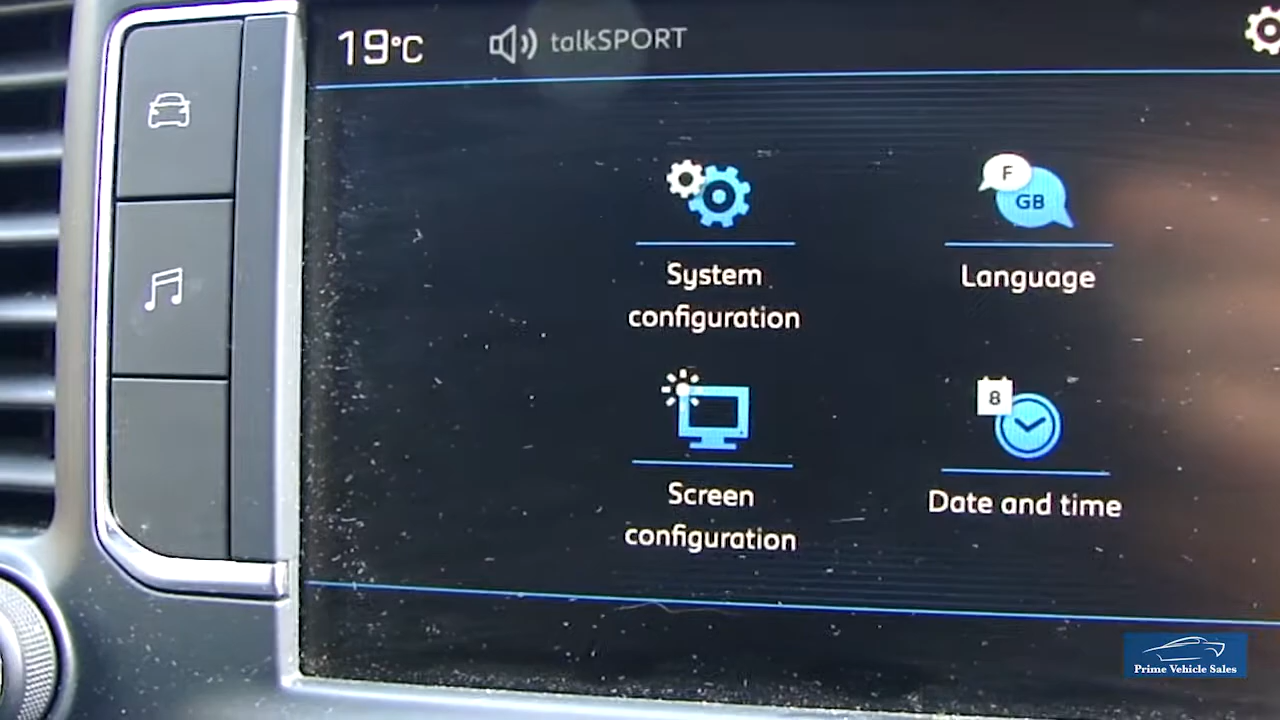 19°C
talkSPORT
F
GB
System
configuration
Language
8
Screen
configuration
Date and time
Prime Vehicle Sales